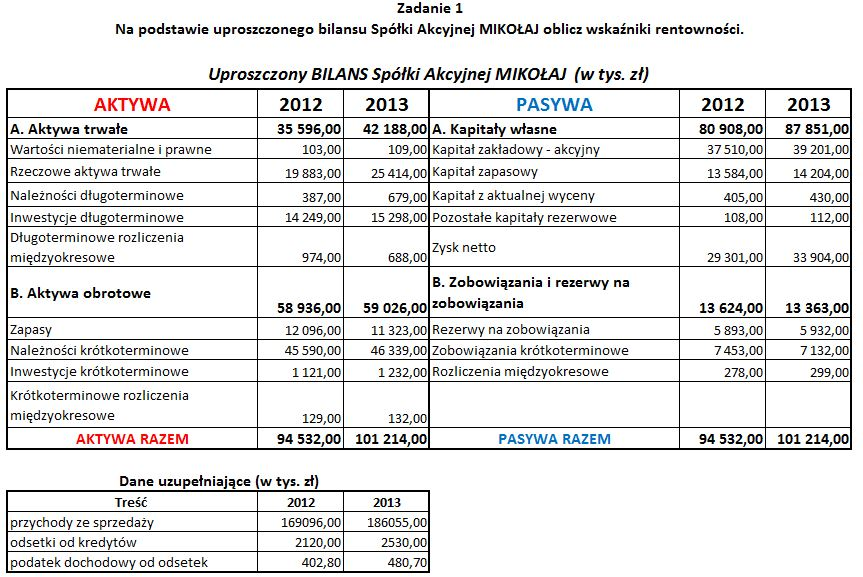 Zadanie 1
Na podstawie uproszczonego bilansu Spółki Akcyjnej MIKOŁAJ oblicz wskaźniki rentowności.
Uproszczony BILANS Spółki Akcyjnej MIKOŁAJ (w tys. zł)
AKTYWA 2012 2013 PASYWA 2012 2013
A. Aktywa trwałe 35 596,00 42 188,00 A. Kapitały własne 80 908,00 87 851,00
Wartości niematerialne i prawne 103,00 109,00 Kapitał zakładowy - akcyjny 37 510,00 39 201,00
Rzeczowe aktywa trwałe 19 883,00 25 414,00 Kapitał zapasowy 13 584,00 14 204,00
Należności długoterminowe 387,00 679,00 Kapitał z aktualnej wyceny 405,00 430,00
Inwestycje długoterminowe 14 249,00 15 298,00 Pozostałe kapitały rezerwowe 108,00 112,00
Długoterminowe rozliczenia
międzyokresowe 974,00 688,00 Zysk netto 29 301,00 33 904,00
B. Aktywa obrotowe 58 936,00 59 026,00 B. Zobowiązania i rezerwy na
zobowiązania 13 624,00 13 363,00
Zapasy 12 096,00 11 323,00 Rezerwy na zobowiązania 5 893,00 5 932,00
Należności krótkoterminowe 45 590,00 46 339,00 Zobowiązania krótkoterminowe 7 453,00 7 132,00
Inwestycje krótkoterminowe 1 121,00 1 232,00 Rozliczenia międzyokresowe 278,00 299,00
Krótkoterminowe rozliczenia
międzyokresowe 129,00 132,00
AKTYWA RAZEM 94 532,00 101 214,00 PASYWA RAZEM 94 532,00 101 214,00
Dane uzupełniające (w tys. zł)
Treść 2012 2013
przychody ze sprzedaży 169096,00 186055,00
odsetki od kredytów 2120,00 2530,00
podatek dochodowy od odsetek 402,80 480,70